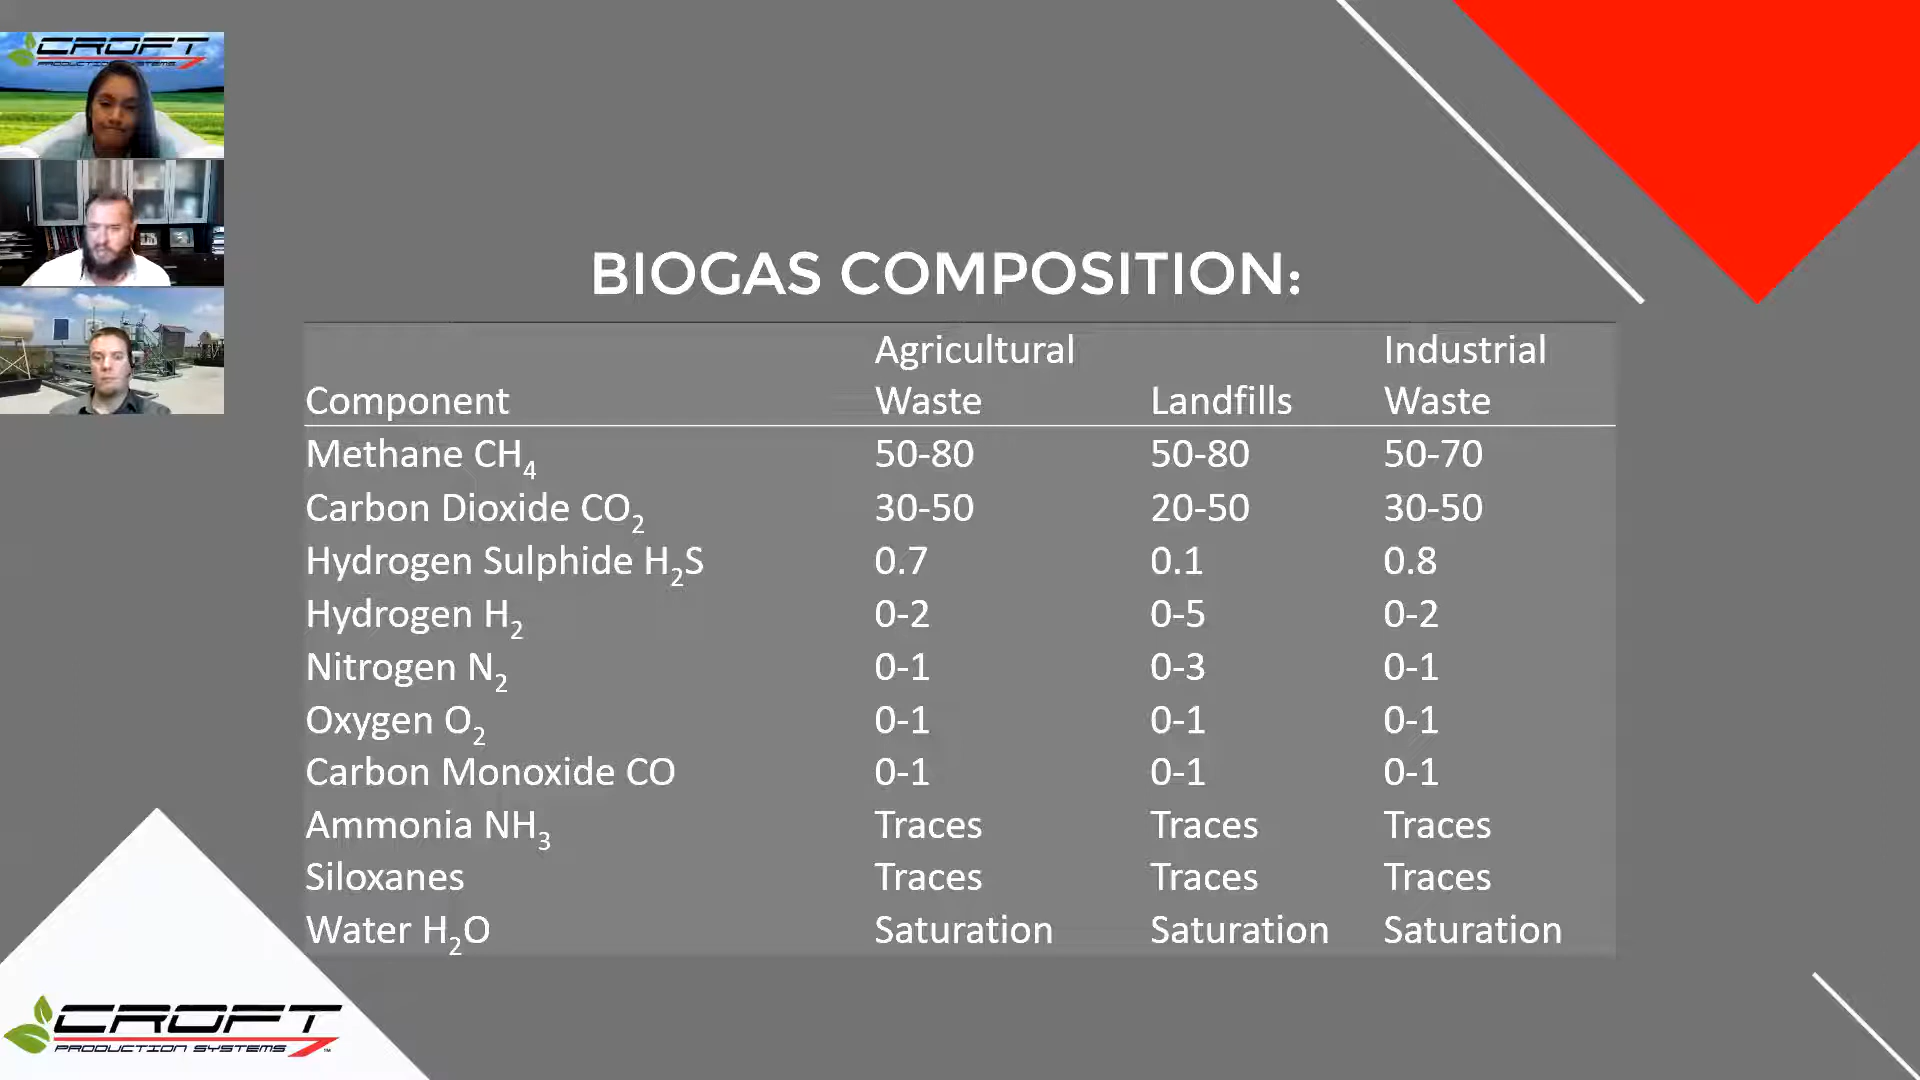 CROFT
PRODUCTION SYSTEMS
BIOGAS COMPOSITION:
Component Agricultural Waste Landfills Industrial Waste
Methane CH₄ 50-80 50-80 50-70
Carbon Dioxide CO₂ 30-50 20-50 30-50
Hydrogen Sulphide H₂S 0.7 0.1 0.8
Hydrogen H₂ 0-2 0-5 0-2
Nitrogen N₂ 0-1 0-3 0-1
Oxygen O₂ 0-1 0-1 0-1
Carbon Monoxide CO 0-1 0-1 0-1
Ammonia NH₃ Traces Traces Traces
Siloxanes Traces Traces Traces
Water H₂O Saturation Saturation Saturation
CROFT
PRODUCTION SYSTEMS™